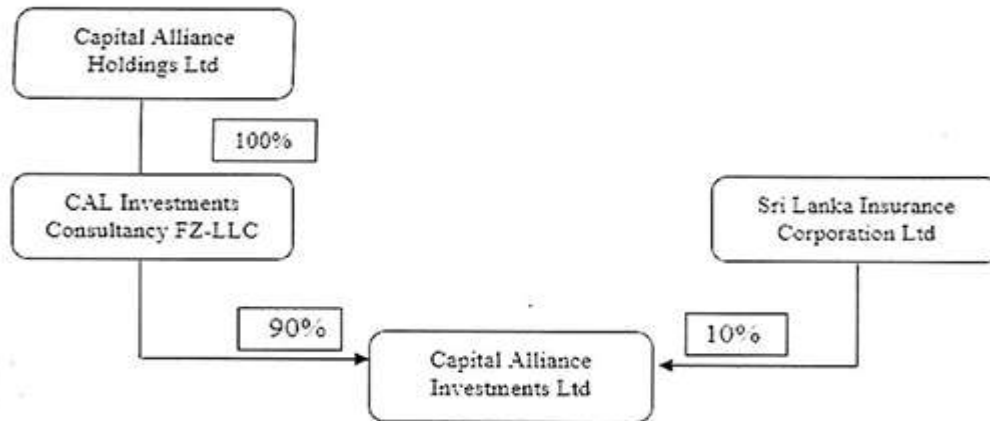 Capital Alliance
Holdings Ltd
100%
CAL Investments
Consultancy FZ-LLC
Sri Lanka Insurance
Corporation Ltd
90%
10%
Capital Alliance
Investments Ltd